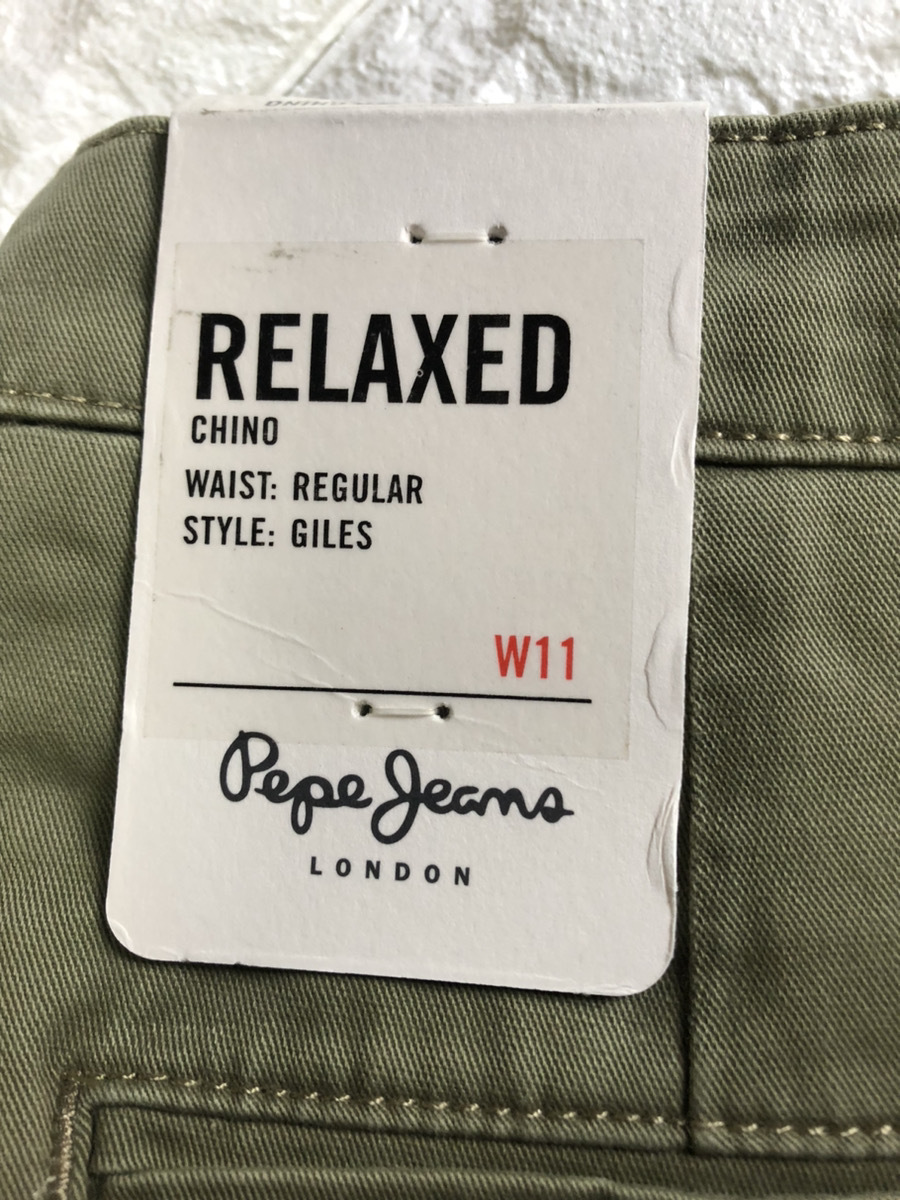 RELAXED
CHINO
WAIST: REGULAR
STYLE: GILES
W11
Pepe Jeans
LONDON